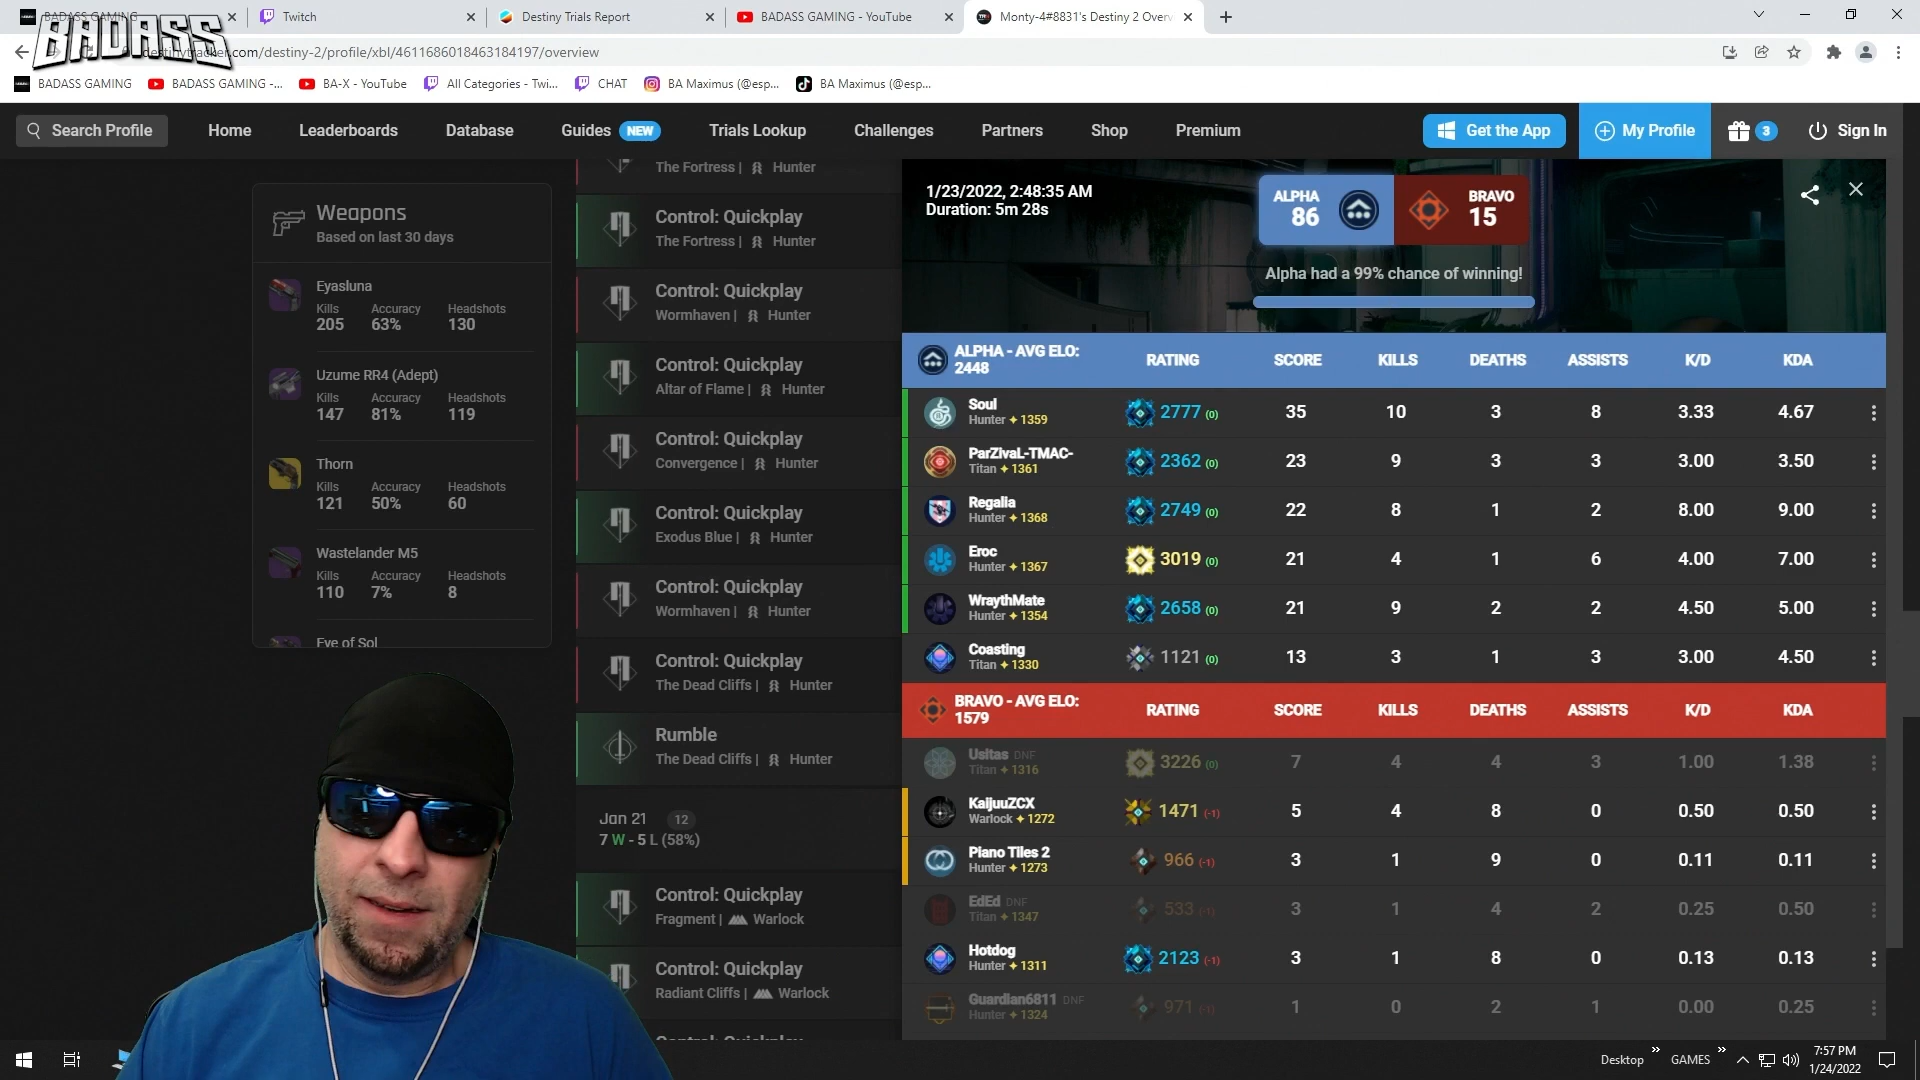 BADASS GAMING
Twitch
Destiny Trials Report
BADASS GAMING - YouTube
Monty-4#8831's Destiny 2 Over
BADASS
destinytracker.com/destiny-2/profile/xbl/4611686018463184197/overview
BADASS GAMING
BADASS GAMING -...
BA-X - YouTube
All Categories - Twi...
CHAT
BA Maximus (@esp...
BA Maximus (@esp...
Search Profile
Home
Leaderboards
Database
Guides NEW
Trials Lookup
Challenges
Partners
Shop
Premium
Get the App
My Profile
3
Sign In
Weapons
Based on last 30 days
Eyasluna
Kills Accuracy Headshots
205 63% 130
Uzume RR4 (Adept)
Kills Accuracy Headshots
147 81% 119
Thorn
Kills Accuracy Headshots
121 50% 60
Wastelander M5
Kills Accuracy Headshots
110 7% 8
Eye of Sol
The Fortress | Hunter
Control: Quickplay
The Fortress | Hunter
Control: Quickplay
Wormhaven | Hunter
Control: Quickplay
Altar of Flame | Hunter
Control: Quickplay
Convergence | Hunter
Control: Quickplay
Exodus Blue | Hunter
Control: Quickplay
Wormhaven | Hunter
Control: Quickplay
The Dead Cliffs | Hunter
Rumble
The Dead Cliffs | Hunter
Jan 21 12
7 W - 5 L (58%)
Control: Quickplay
Fragment | Warlock
Control: Quickplay
Radiant Cliffs | Warlock
Control: Quickplay
1/23/2022, 2:48:35 AM
Duration: 5m 28s
ALPHA
86
BRAVO
15
Alpha had a 99% chance of winning!
ALPHA - AVG ELO:
2448
RATING SCORE KILLS DEATHS ASSISTS K/D KDA
Soul
Hunter 1359
2777 (0) 35 10 3 8 3.33 4.67
ParZivaL-TMAC-
Titan 1361
2362 (0) 23 9 3 3 3.00 3.50
Regalia
Hunter 1368
2749 (0) 22 8 1 2 8.00 9.00
Eroc
Hunter 1367
3019 (0) 21 4 1 6 4.00 7.00
WraythMate
Hunter 1354
2658 (0) 21 9 2 2 4.50 5.00
Coasting
Titan 1330
1121 (0) 13 3 1 3 3.00 4.50
BRAVO - AVG ELO:
1579
RATING SCORE KILLS DEATHS ASSISTS K/D KDA
Usitas DNF
Titan 1316
3226 (0) 7 4 4 3 1.00 1.38
KaijuuZCX
Warlock 1272
1471 (-1) 5 4 8 0 0.50 0.50
Piano Tiles 2
Hunter 1273
966 (-1) 3 1 9 0 0.11 0.11
EdEd DNF
Titan 1347
533 (-1) 3 1 4 2 0.25 0.50
Hotdog
Hunter 1311
2123 (-1) 3 1 8 0 0.13 0.13
Guardian6811 DNF
Hunter 1324
971 (-1) 1 0 2 1 0.00 0.25
Desktop
GAMES
7:57 PM
1/24/2022